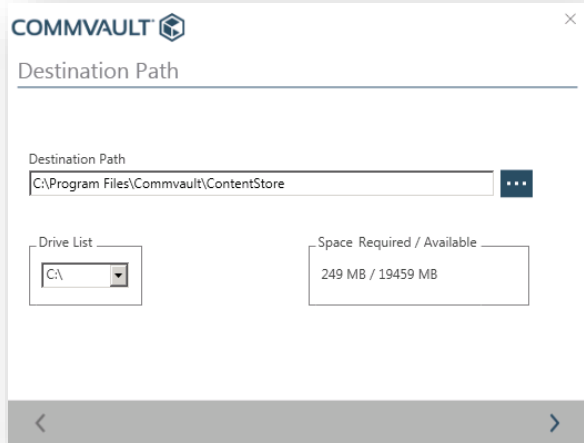 COMMVAULT
Destination Path
Destination Path
C:\Program Files\Commvault\ContentStore
...
Drive List
Space Required / Available
C:\
249 MB / 19459 MB